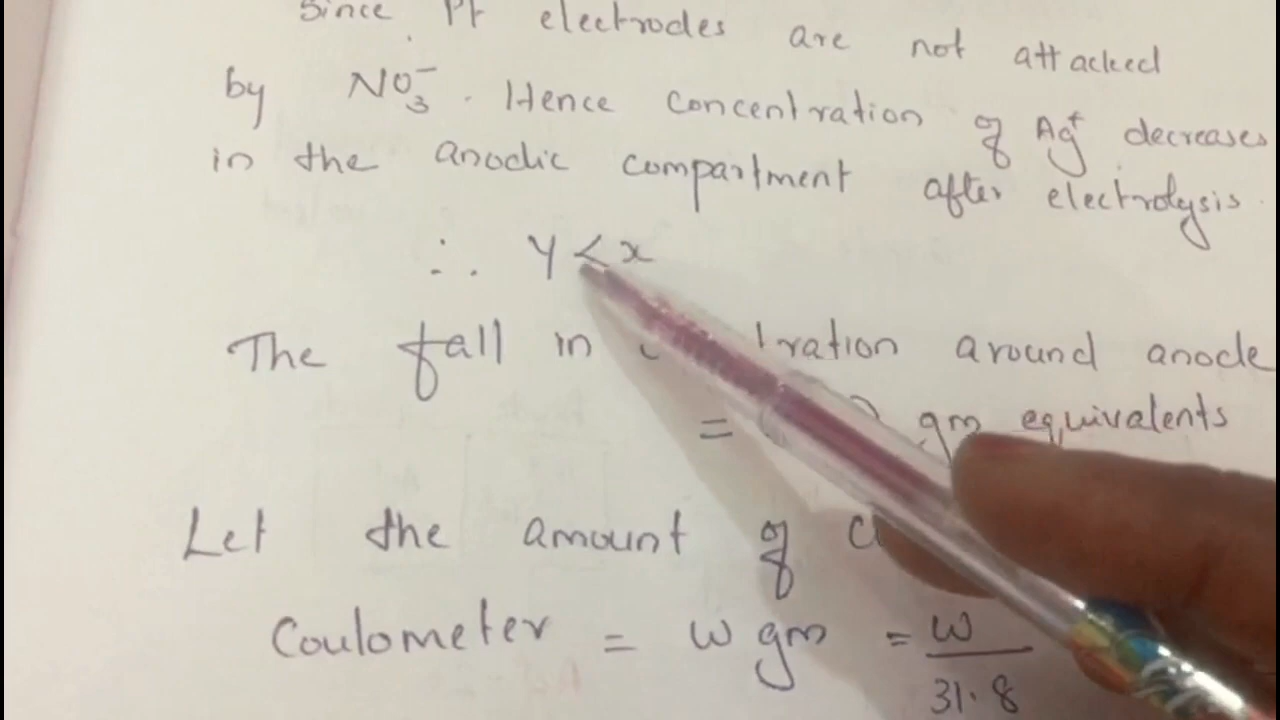 Since Pt electrodes are not attacked
by NO₃⁻. Hence concentration of Ag⁺ decreases
in the anodic compartment after electrolysis.
∴ y < x
The fall in tration around anode
= gm equivalents
Let the amount of
Coulometer = w gm = w/31.8